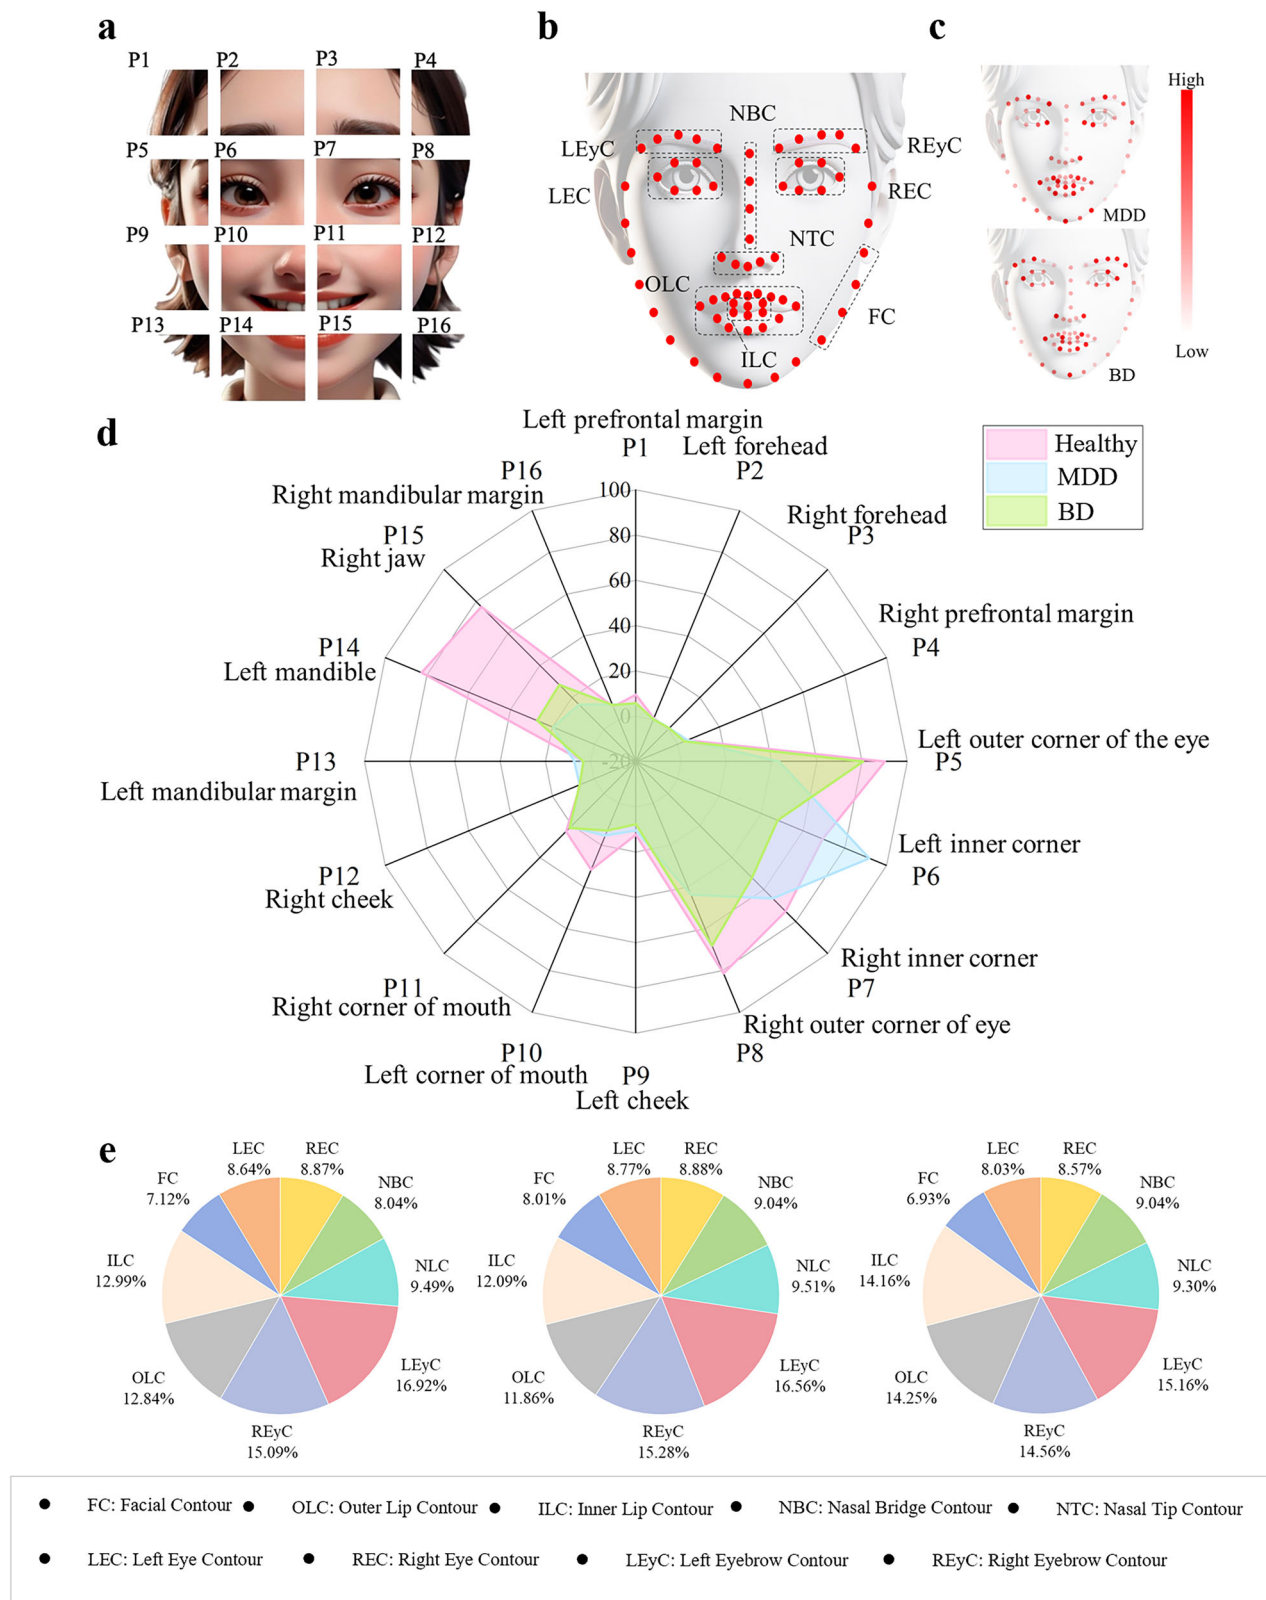 a
P1
P2
P3
P4
P5
P6
P7
P8
P9
P10
P11
P12
P13
P14
P15
P16
b
NBC
LEyC
REyC
LEC
REC
NTC
OLC
FC
ILC
c
High
MDD
Low
BD
d
Left prefrontal margin
P1
Left forehead
P2
Right forehead
P3
Right prefrontal margin
P4
Left outer corner of the eye
P5
Left inner corner
P6
Right inner corner
P7
Right outer corner of eye
P8
P9
Left cheek
P10
Left corner of mouth
P11
Right corner of mouth
P12
Right cheek
P13
Left mandibular margin
P14
Left mandible
P15
Right jaw
P16
Right mandibular margin
100
80
60
40
20
0
-20
Healthy
MDD
BD
e
LEC
8.64%
REC
8.87%
NBC
8.04%
NLC
9.49%
LEyC
16.92%
REyC
15.09%
OLC
12.84%
ILC
12.99%
FC
7.12%
LEC
8.77%
REC
8.88%
NBC
9.04%
NLC
9.51%
LEyC
16.56%
REyC
15.28%
OLC
11.86%
ILC
12.09%
FC
8.01%
LEC
8.03%
REC
8.57%
NBC
9.04%
NLC
9.30%
LEyC
15.16%
REyC
14.56%
OLC
14.25%
ILC
14.16%
FC
6.93%
FC: Facial Contour
OLC: Outer Lip Contour
ILC: Inner Lip Contour
NBC: Nasal Bridge Contour
NTC: Nasal Tip Contour
LEC: Left Eye Contour
REC: Right Eye Contour
LEyC: Left Eyebrow Contour
REyC: Right Eyebrow Contour